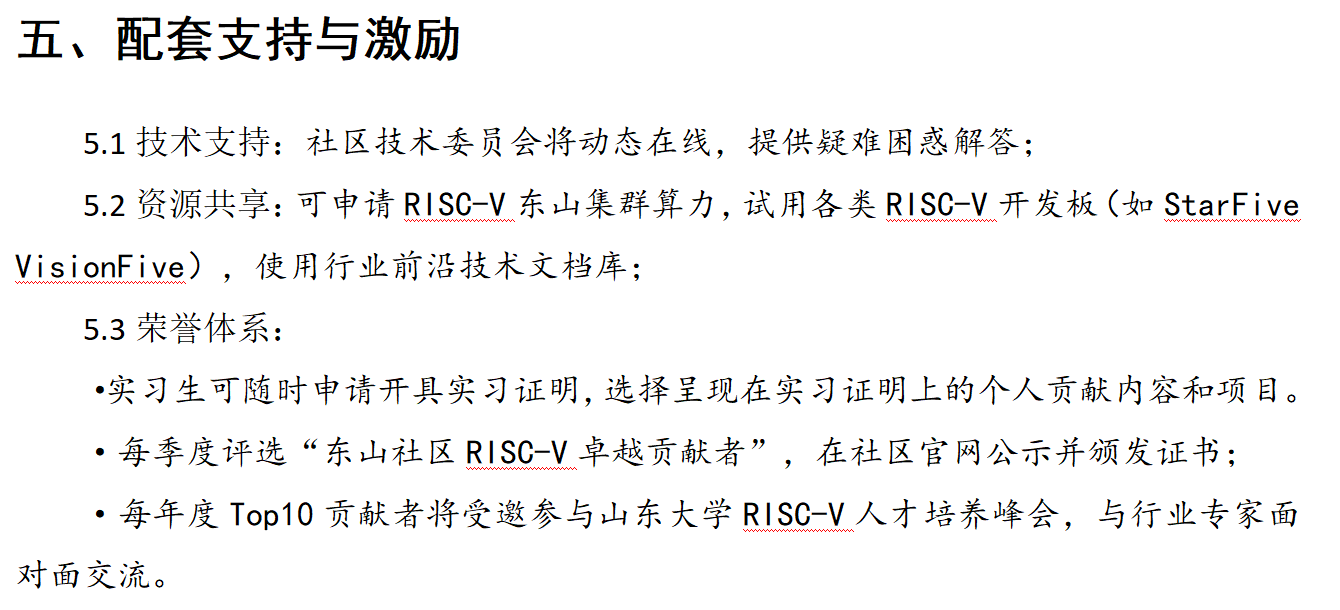 五、配套支持与激励
5.1 技术支持：社区技术委员会将动态在线，提供疑难困惑解答；
5.2 资源共享：可申请 RISC-V 东山集群算力，试用各类 RISC-V 开发板（如 StarFive
VisionFive），使用行业前沿技术文档库；
5.3 荣誉体系：
•实习生可随时申请开具实习证明，选择呈现在实习证明上的个人贡献内容和项目。
• 每季度评选“东山社区 RISC-V 卓越贡献者”，在社区官网公示并颁发证书；
• 每年度 Top10 贡献者将受邀参与山东大学 RISC-V 人才培养峰会，与行业专家面
对面交流。